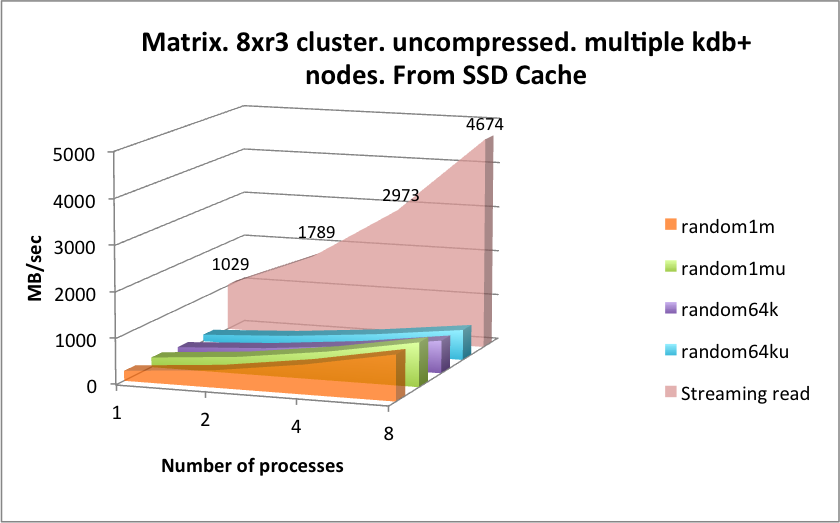 Matrix. 8xr3 cluster. uncompressed. multiple kdb+
nodes. From SSD Cache
4674
5000
2973
4000
1789
3000
1029
2000
1000
0
MB/sec
1
2
4
8
Number of processes
random1m
random1mu
random64k
random64ku
Streaming read